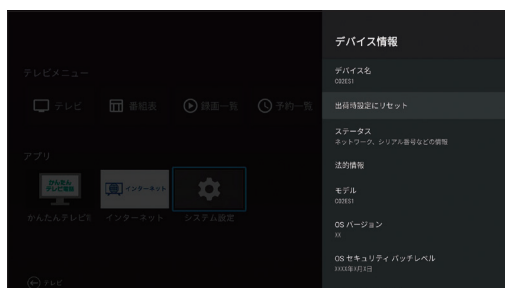 テレビメニュー
テレビ
番組表
録画一覧
予約一覧
アプリ
かんたん
テレビ電話
インターネット
かんたんテレビ電
インターネット
システム設定
テレビ
デバイス情報
デバイス名
C02ES1
出荷時設定にリセット
ステータス
ネットワーク、シリアル番号などの情報
法的情報
モデル
C02ES1
OS バージョン
XX
OS セキュリティ パッチレベル
XXXX年X月X日